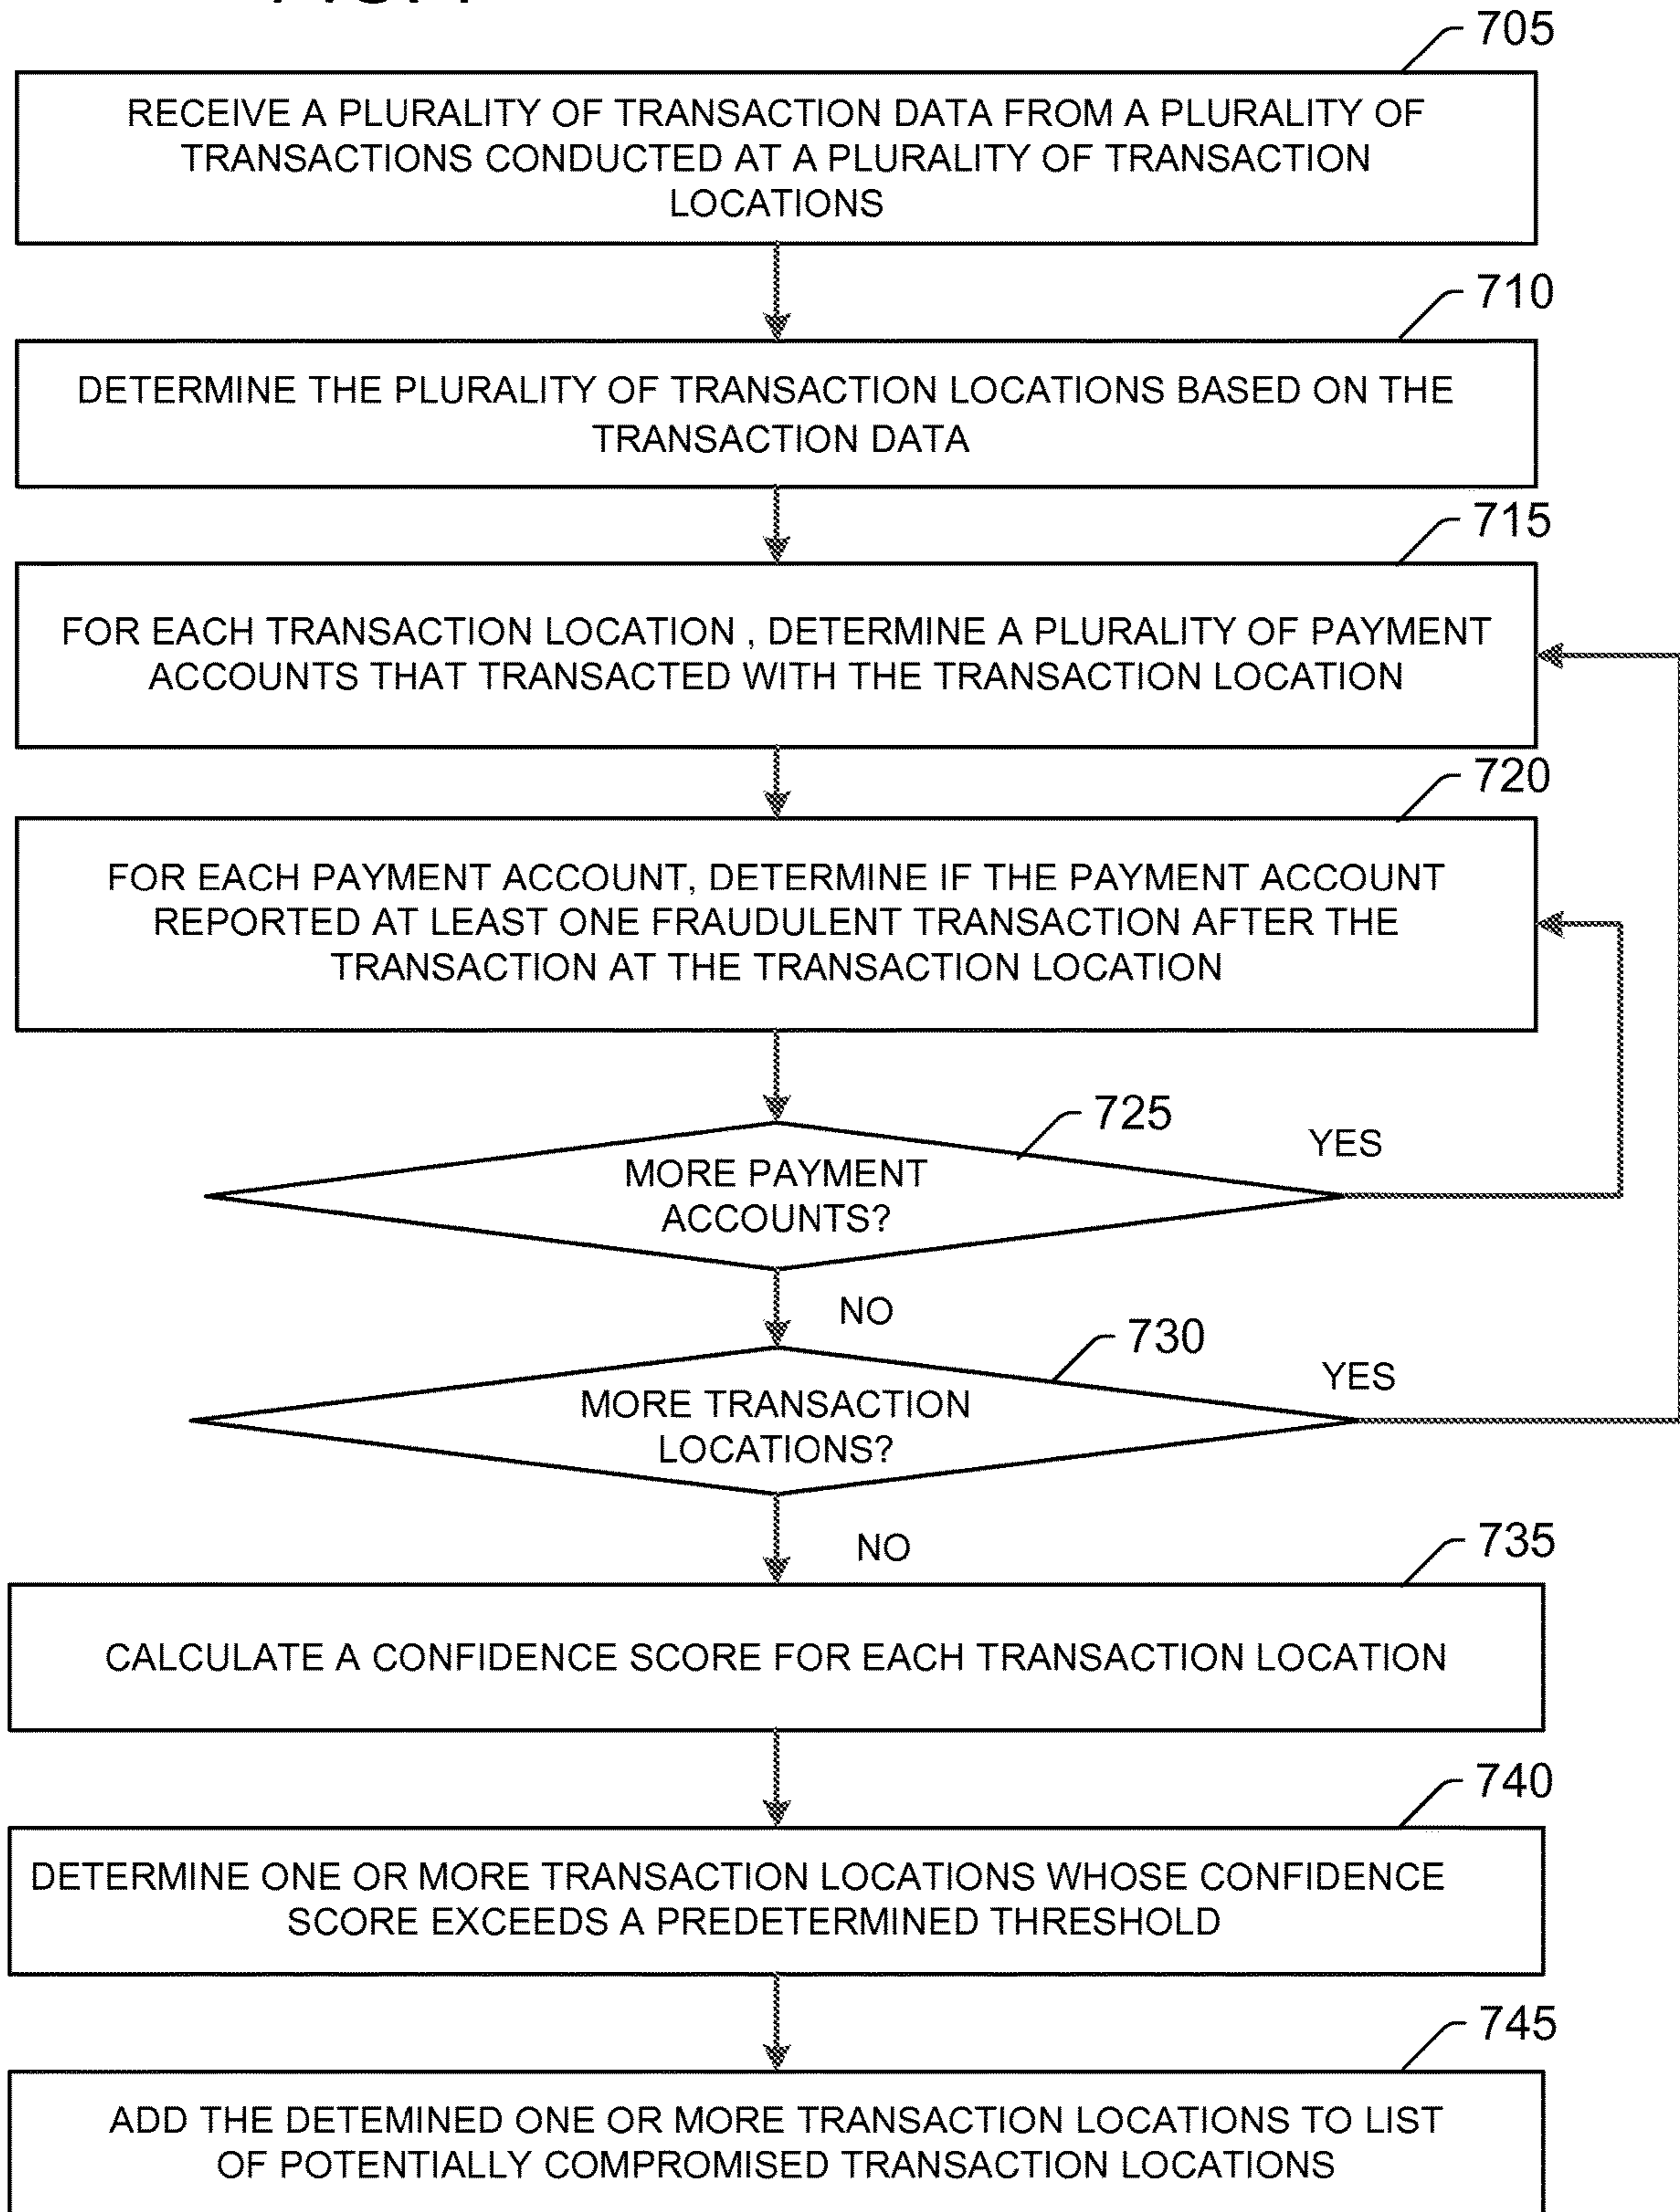 705
RECEIVE A PLURALITY OF TRANSACTION DATA FROM A PLURALITY OF
TRANSACTIONS CONDUCTED AT A PLURALITY OF TRANSACTION
LOCATIONS
710
DETERMINE THE PLURALITY OF TRANSACTION LOCATIONS BASED ON THE
TRANSACTION DATA
715
FOR EACH TRANSACTION LOCATION , DETERMINE A PLURALITY OF PAYMENT
ACCOUNTS THAT TRANSACTED WITH THE TRANSACTION LOCATION
720
FOR EACH PAYMENT ACCOUNT, DETERMINE IF THE PAYMENT ACCOUNT
REPORTED AT LEAST ONE FRAUDULENT TRANSACTION AFTER THE
TRANSACTION AT THE TRANSACTION LOCATION
725
YES
MORE PAYMENT
ACCOUNTS?
NO
730
YES
MORE TRANSACTION
LOCATIONS?
NO
735
CALCULATE A CONFIDENCE SCORE FOR EACH TRANSACTION LOCATION
740
DETERMINE ONE OR MORE TRANSACTION LOCATIONS WHOSE CONFIDENCE
SCORE EXCEEDS A PREDETERMINED THRESHOLD
745
ADD THE DETEMINED ONE OR MORE TRANSACTION LOCATIONS TO LIST
OF POTENTIALLY COMPROMISED TRANSACTION LOCATIONS